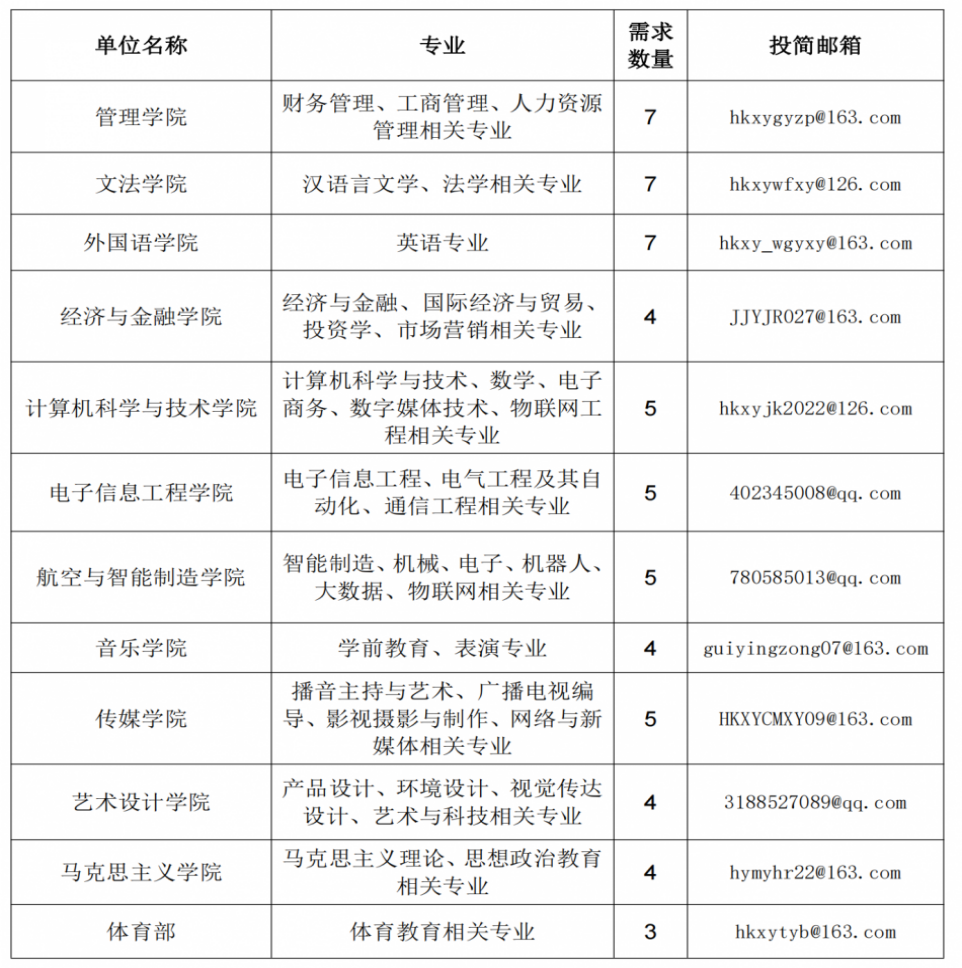 单位名称 专业 需求数量 投简邮箱
管理学院 财务管理、工商管理、人力资源
管理相关专业 7 hkxygyzp@163.com
文法学院 汉语言文学、法学相关专业 7 hkxywfxy@126.com
外国语学院 英语专业 7 hkxy_wgyxy@163.com
经济与金融学院 经济与金融、国际经济与贸易、
投资学、市场营销相关专业 4 JJYJR027@163.com
计算机科学与技术学院 计算机科学与技术、数学、电子
商务、数字媒体技术、物联网工
程相关专业 5 hkxyjk2022@126.com
电子信息工程学院 电子信息工程、电气工程及其自
动化、通信工程相关专业 5 402345008@qq.com
航空与智能制造学院 智能制造、机械、电子、机器人、
大数据、物联网相关专业 5 780585013@qq.com
音乐学院 学前教育、表演专业 4 guiyingzong07@163.com
传媒学院 播音主持与艺术、广播电视编
导、影视摄影与制作、网络与新
媒体相关专业 5 HKXYCMXY09@163.com
艺术设计学院 产品设计、环境设计、视觉传达
设计、艺术与科技相关专业 4 3188527089@qq.com
马克思主义学院 马克思主义理论、思想政治教育
相关专业 4 hymyhr22@163.com
体育部 体育教育相关专业 3 hkxytyb@163.com